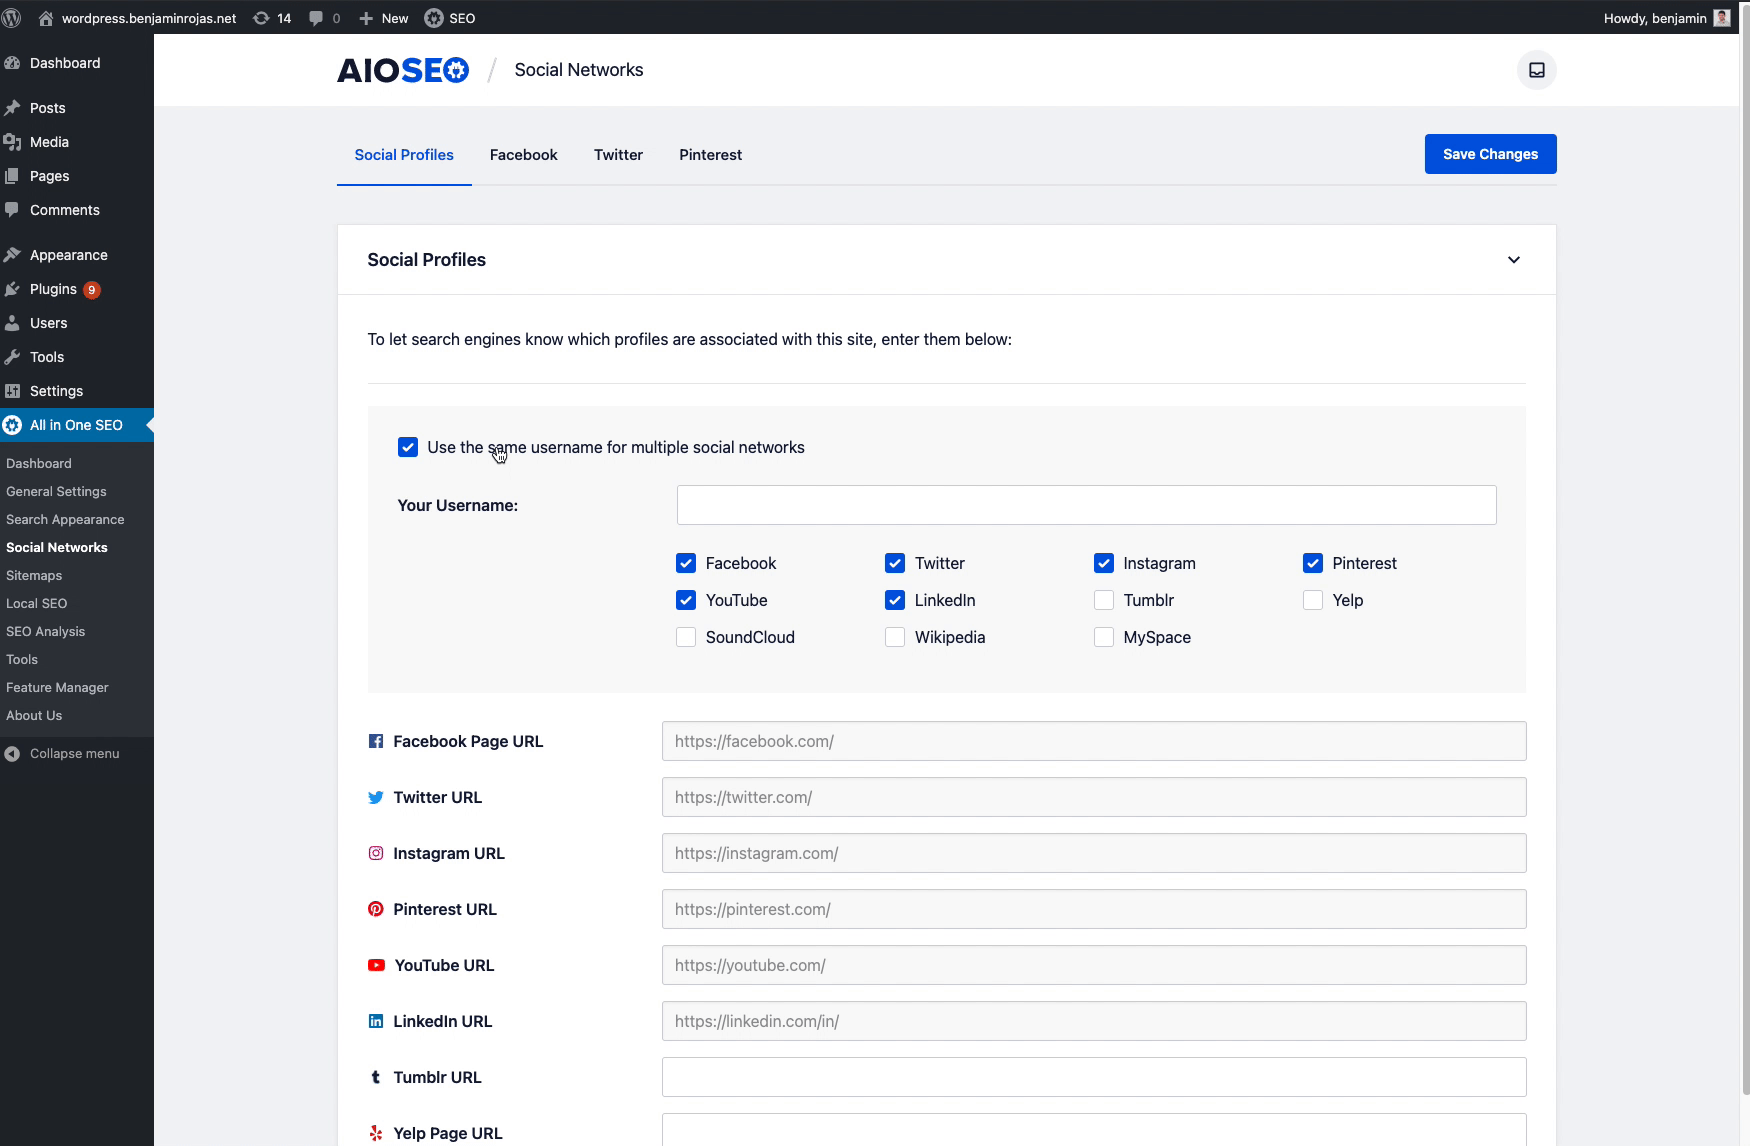 wordpress.benjaminrojas.net 14 0 New SEO Howdy, benjamin
Dashboard
Posts
Media
Pages
Comments
Appearance
Plugins 9
Users
Tools
Settings
All in One SEO
Dashboard
General Settings
Search Appearance
Social Networks
Sitemaps
Local SEO
SEO Analysis
Tools
Feature Manager
About Us
Collapse menu
AIOSEO / Social Networks
Social Profiles Facebook Twitter Pinterest Save Changes
Social Profiles
To let search engines know which profiles are associated with this site, enter them below:
Use the same username for multiple social networks
Your Username:
Facebook Twitter Instagram Pinterest
YouTube LinkedIn Tumblr Yelp
SoundCloud Wikipedia MySpace
Facebook Page URL https://facebook.com/
Twitter URL https://twitter.com/
Instagram URL https://instagram.com/
Pinterest URL https://pinterest.com/
YouTube URL https://youtube.com/
LinkedIn URL https://linkedin.com/in/
Tumblr URL
Yelp Page URL